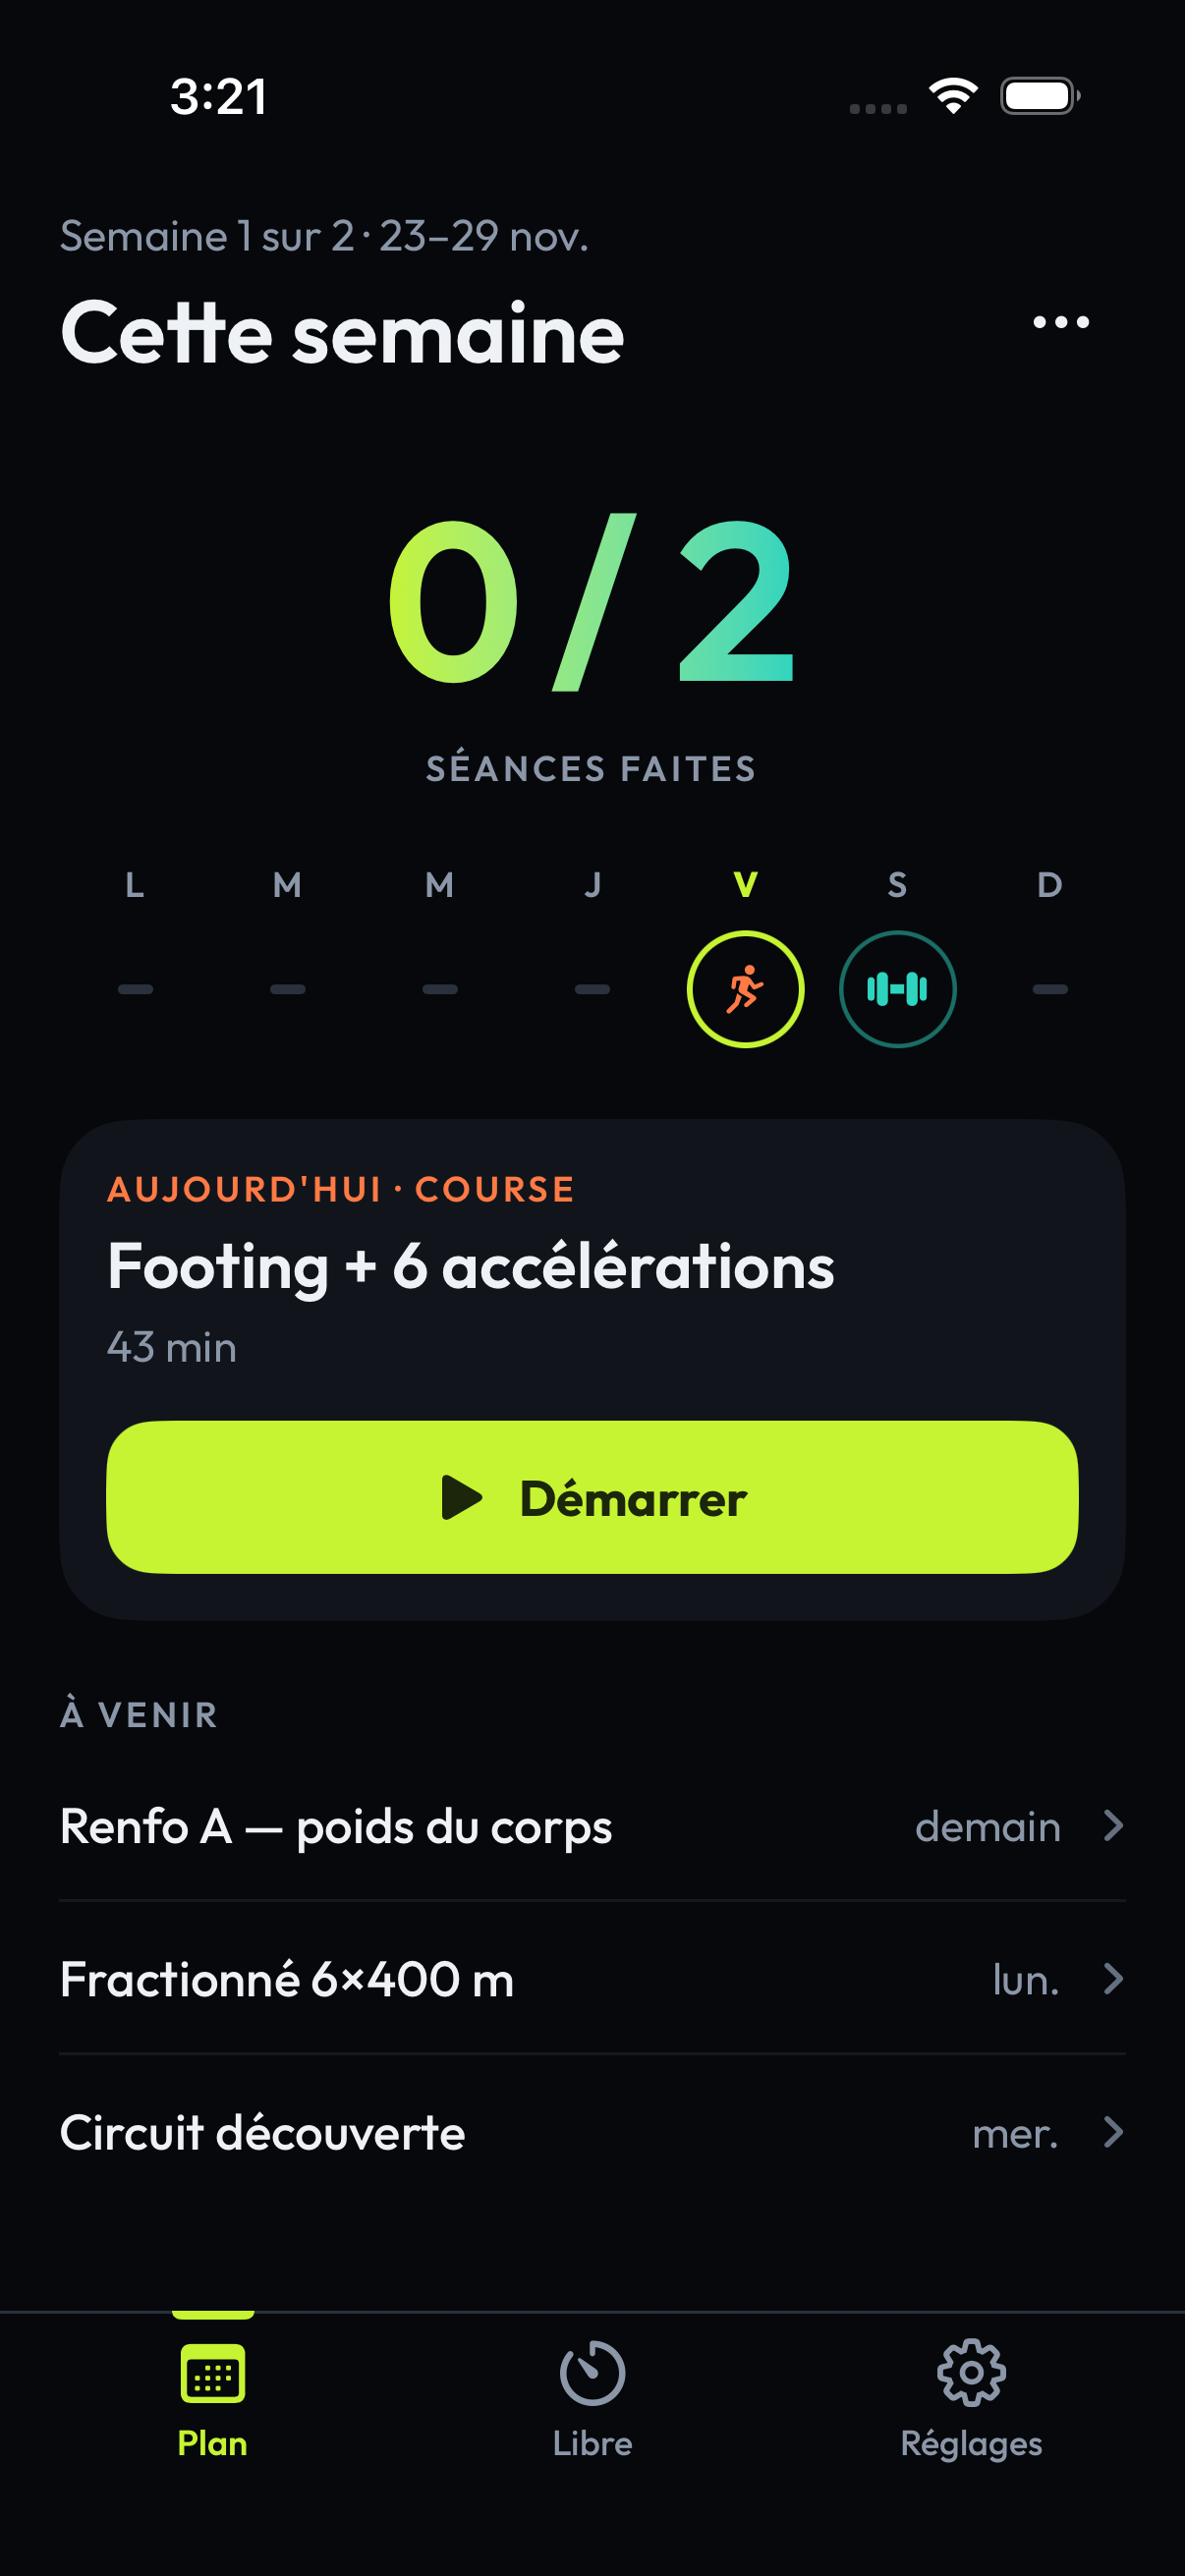 3:21
Semaine 1 sur 2 · 23–29 nov.
Cette semaine
0/2
SÉANCES FAITES
L M M J V S D
AUJOURD'HUI · COURSE
Footing + 6 accélérations
43 min
Démarrer
À VENIR
Renfo A — poids du corps demain
Fractionné 6×400 m lun.
Circuit découverte mer.
Plan Libre Réglages